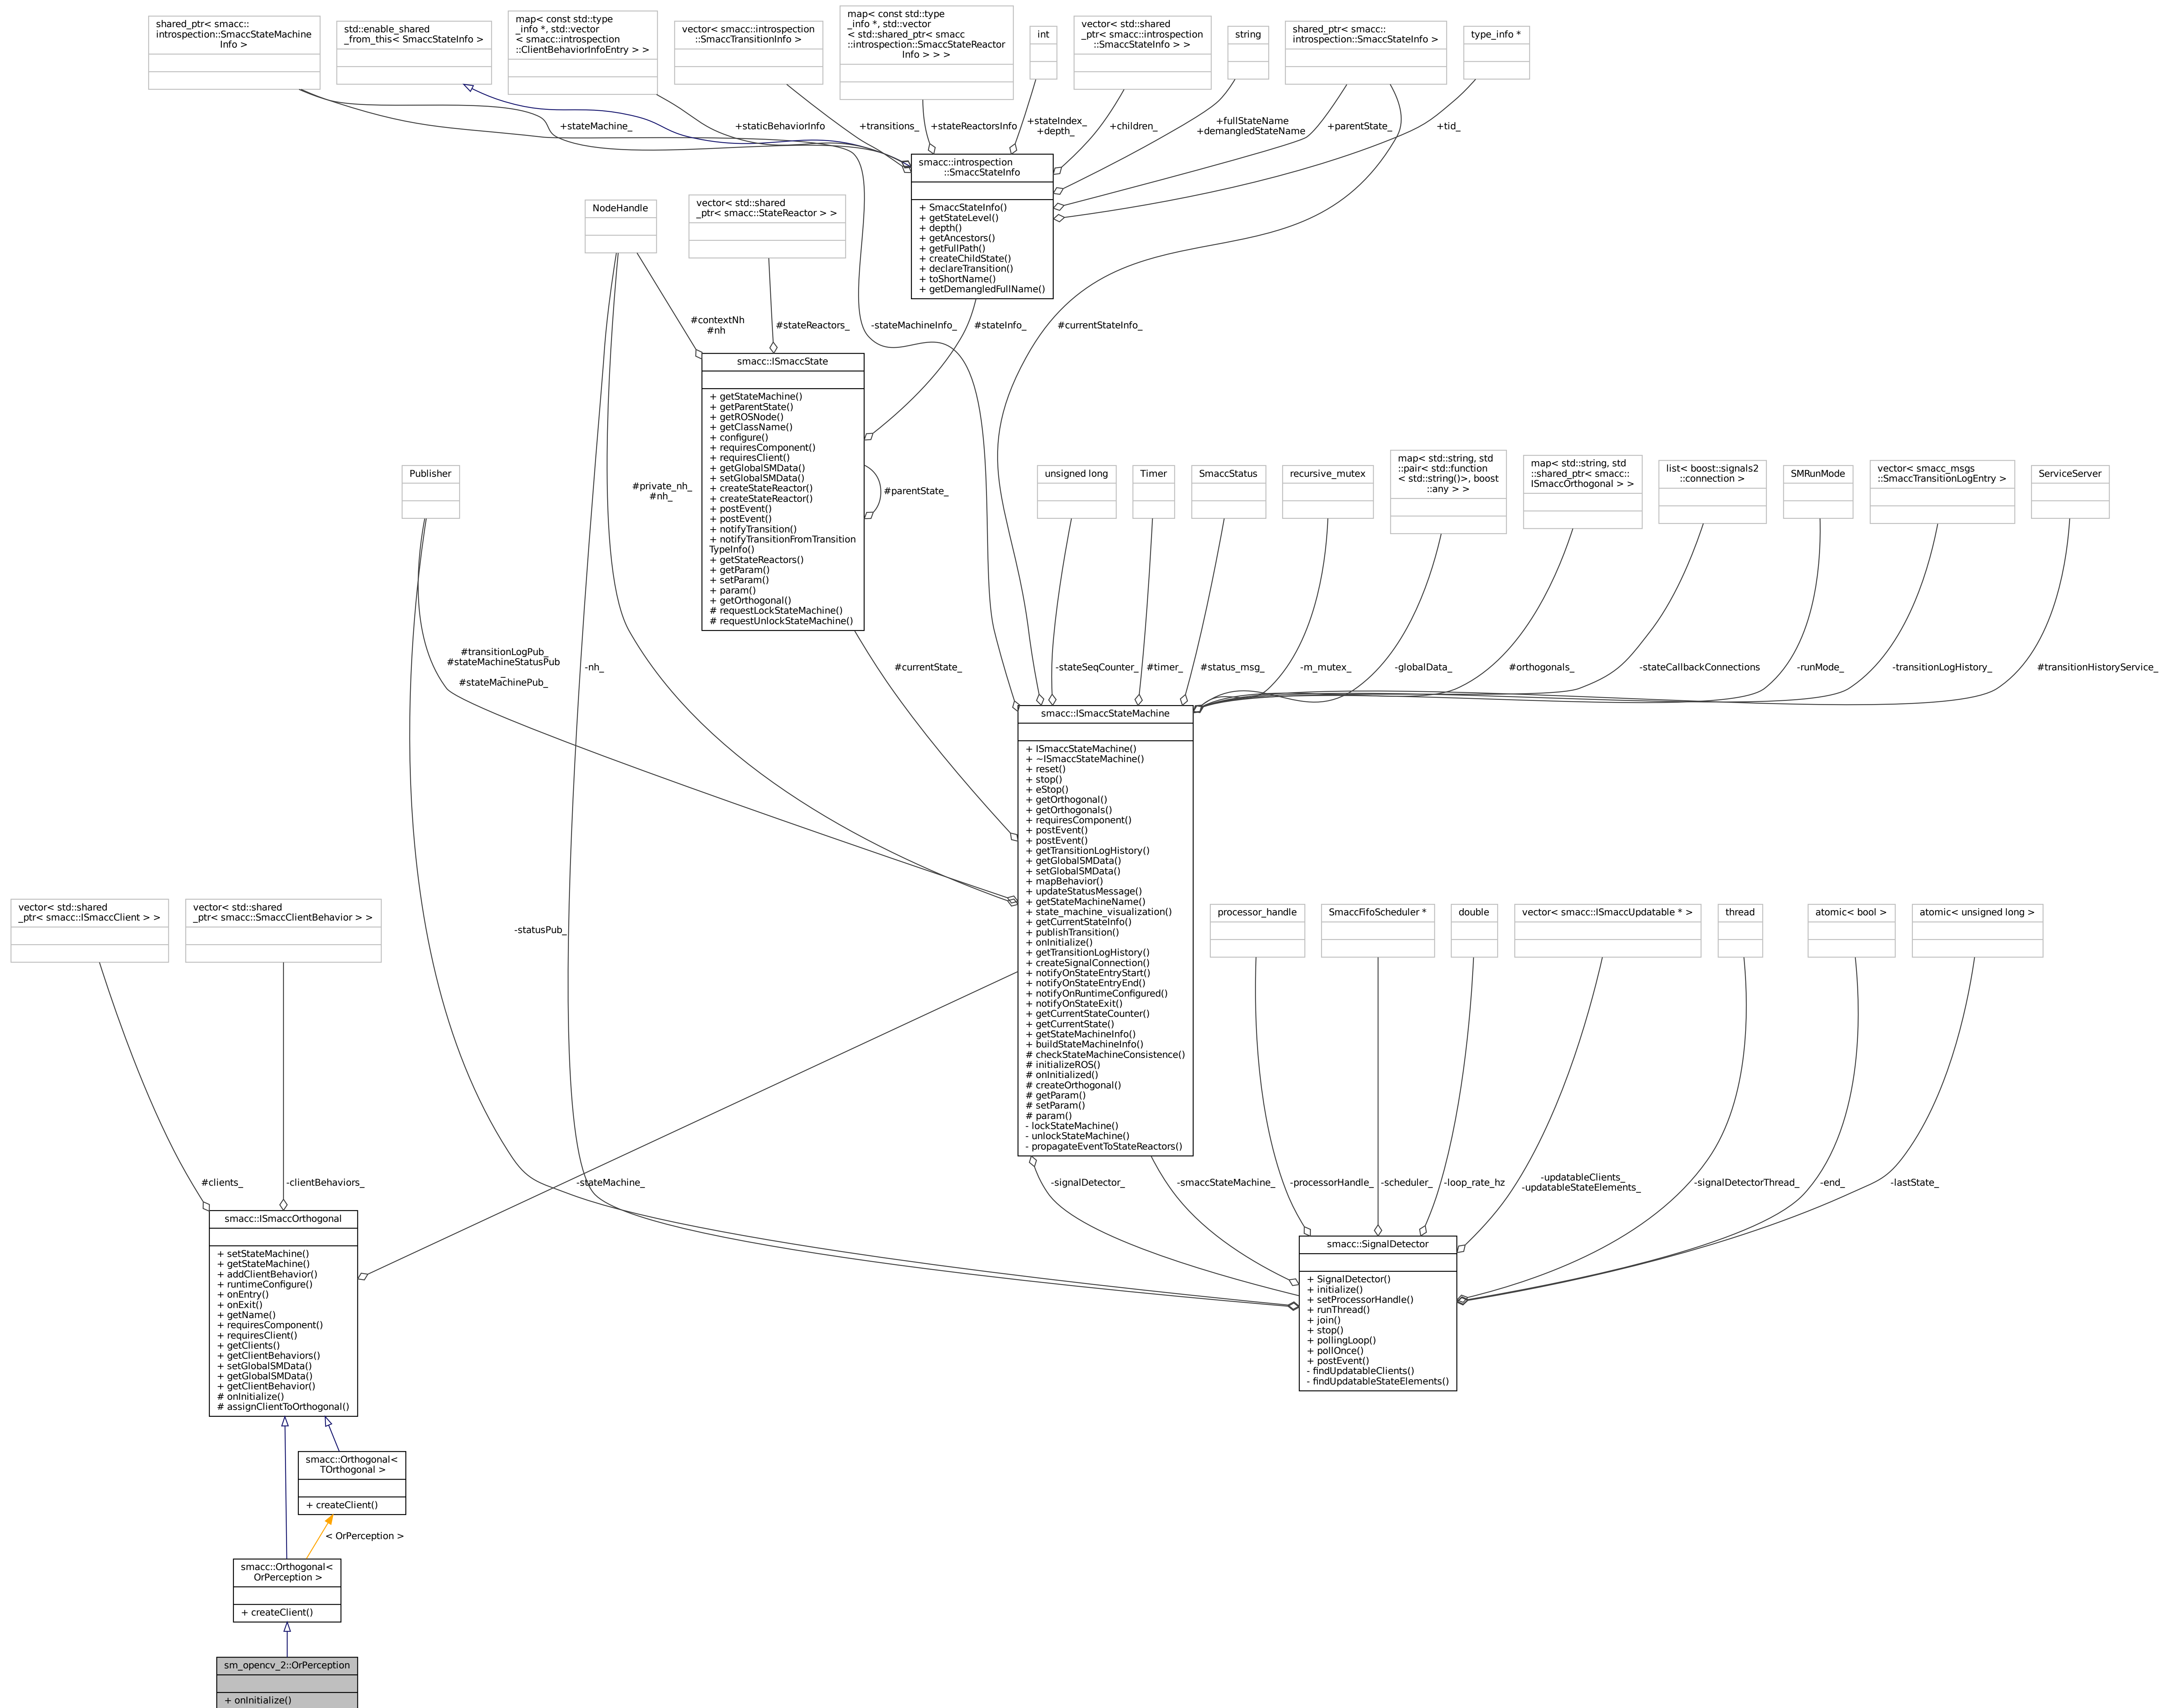 shared_ptr< smacc::
introspection::SmaccStateMachine
Info >
std::enable_shared
_from_this< SmaccStateInfo >
map< const std::type
_info *, std::vector
< smacc::introspection
::ClientBehaviorInfoEntry > >
vector< smacc::introspection
::SmaccTransitionInfo >
map< const std::type
_info *, std::vector
< std::shared_ptr< smacc
::introspection::SmaccStateReactor
Info > > >
int
vector< std::shared
_ptr< smacc::introspection
::SmaccStateInfo > >
string
shared_ptr< smacc::
introspection::SmaccStateInfo >
type_info *
+stateMachine_
+staticBehaviorInfo
+transitions_
+stateReactorsInfo
+stateIndex_
+depth_
+children_
+fullStateName
+demangledStateName
+parentState_
+tid_
smacc::introspection
::SmaccStateInfo
+ SmaccStateInfo()
+ getStateLevel()
+ depth()
+ getAncestors()
+ getFullPath()
+ createChildState()
+ declareTransition()
+ toShortName()
+ getDemangledFullName()
NodeHandle
vector< std::shared
_ptr< smacc::StateReactor > >
#contextNh
#nh
#stateReactors_
-stateMachineInfo_
#stateInfo_
#currentStateInfo_
smacc::ISmaccState
+ getStateMachine()
+ getParentState()
+ getROSNode()
+ getClassName()
+ configure()
+ requiresComponent()
+ requiresClient()
+ getGlobalSMData()
+ setGlobalSMData()
+ createStateReactor()
+ createStateReactor()
+ postEvent()
+ postEvent()
+ notifyTransition()
+ notifyTransitionFromTransition
TypeInfo()
+ getStateReactors()
+ getParam()
+ setParam()
+ param()
+ getOrthogonal()
# requestLockStateMachine()
# requestUnlockStateMachine()
#parentState_
Publisher
#private_nh_
#nh_
unsigned long
Timer
SmaccStatus
recursive_mutex
map< std::string, std
::pair< std::function
< std::string()>, boost
::any > >
map< std::string, std
::shared_ptr< smacc::
ISmaccOrthogonal > >
list< boost::signals2
::connection >
SMRunMode
vector< smacc_msgs
::SmaccTransitionLogEntry >
ServiceServer
#transitionLogPub_
#stateMachineStatusPub
_
#stateMachinePub_
-nh_
#currentState_
-stateSeqCounter_
#timer_
#status_msg_
-m_mutex_
-globalData_
#orthogonals_
-stateCallbackConnections
-runMode_
-transitionLogHistory_
#transitionHistoryService_
smacc::ISmaccStateMachine
+ ISmaccStateMachine()
+ ~ISmaccStateMachine()
+ reset()
+ stop()
+ eStop()
+ getOrthogonal()
+ getOrthogonals()
+ requiresComponent()
+ postEvent()
+ postEvent()
+ getTransitionLogHistory()
+ getGlobalSMData()
+ setGlobalSMData()
+ mapBehavior()
+ updateStatusMessage()
+ getStateMachineName()
+ state_machine_visualization()
+ getCurrentStateInfo()
+ publishTransition()
+ onInitialize()
+ getTransitionLogHistory()
+ createSignalConnection()
+ notifyOnStateEntryStart()
+ notifyOnStateEntryEnd()
+ notifyOnRuntimeConfigured()
+ notifyOnStateExit()
+ getCurrentStateCounter()
+ getCurrentState()
+ getStateMachineInfo()
+ buildStateMachineInfo()
# checkStateMachineConsistence()
# initializeROS()
# onInitialized()
# createOrthogonal()
# getParam()
# setParam()
# param()
- lockStateMachine()
- unlockStateMachine()
- propagateEventToStateReactors()
vector< std::shared
_ptr< smacc::ISmaccClient > >
vector< std::shared
_ptr< smacc::SmaccClientBehavior > >
-statusPub_
processor_handle
SmaccFifoScheduler *
double
vector< smacc::ISmaccUpdatable * >
thread
atomic< bool >
atomic< unsigned long >
#clients_
-clientBehaviors_
-stateMachine_
-signalDetector_
-smaccStateMachine_
-processorHandle_
-scheduler_
-loop_rate_hz
-updatableClients_
-updatableStateElements_
-signalDetectorThread_
-end_
-lastState_
smacc::ISmaccOrthogonal
+ setStateMachine()
+ getStateMachine()
+ addClientBehavior()
+ runtimeConfigure()
+ onEntry()
+ onExit()
+ getName()
+ requiresComponent()
+ requiresClient()
+ getClients()
+ getClientBehaviors()
+ setGlobalSMData()
+ getGlobalSMData()
+ getClientBehavior()
# onInitialize()
# assignClientToOrthogonal()
smacc::SignalDetector
+ SignalDetector()
+ initialize()
+ setProcessorHandle()
+ runThread()
+ join()
+ stop()
+ pollingLoop()
+ pollOnce()
+ postEvent()
- findUpdatableClients()
- findUpdatableStateElements()
smacc::Orthogonal<
TOrthogonal >
+ createClient()
< OrPerception >
smacc::Orthogonal<
OrPerception >
+ createClient()
sm_opencv_2::OrPerception
+ onInitialize()